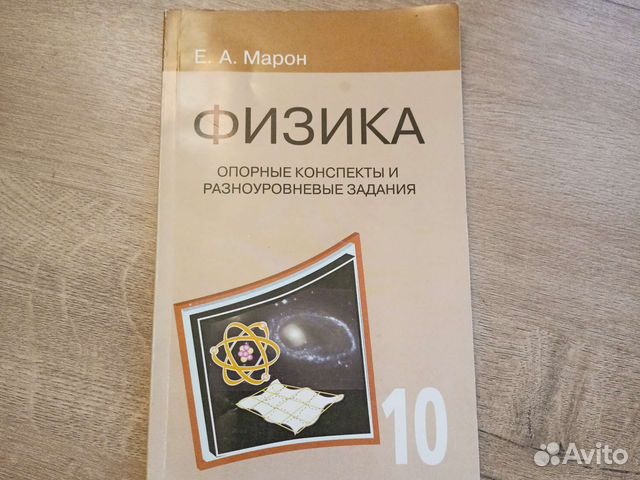 Е. А. Марон
ФИЗИКА
ОПОРНЫЕ КОНСПЕКТЫ И
РАЗНОУРОВНЕВЫЕ ЗАДАНИЯ
10
Avito